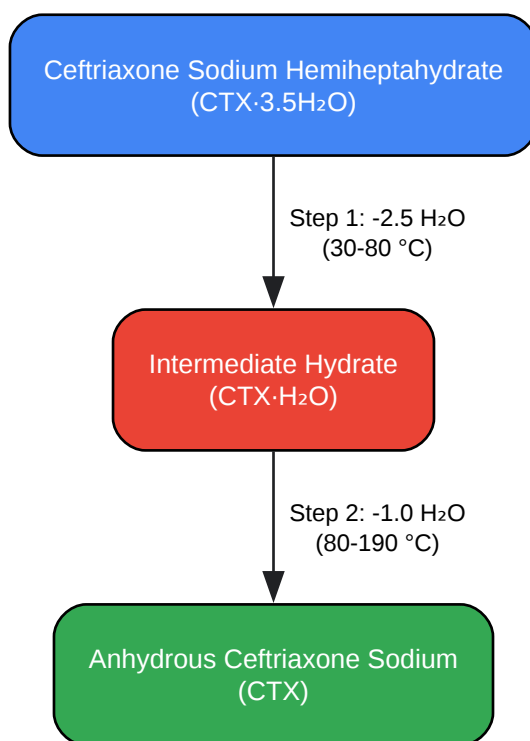 Ceftriaxone Sodium Hemiheptahydrate
(CTX·3.5H₂O)
Step 1: -2.5 H₂O
(30-80 °C)
Intermediate Hydrate
(CTX·H₂O)
Step 2: -1.0 H₂O
(80-190 °C)
Anhydrous Ceftriaxone Sodium
(CTX)